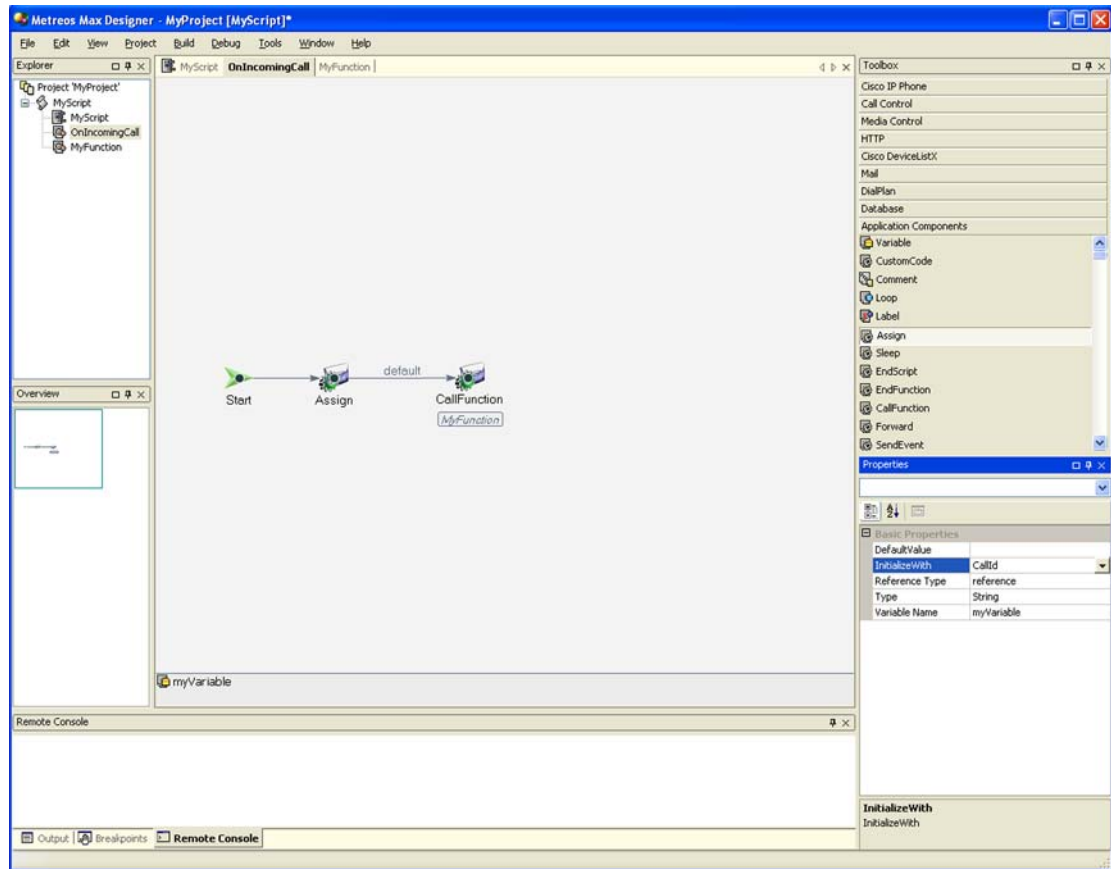 Metreos Max Designer - MyProject [MyScript]*
File Edit View Project Build Debug Tools Window Help
Explorer
Project 'MyProject'
MyScript
MyScript
OnIncomingCall
MyFunction
Overview
MyScript OnIncomingCall MyFunction
Start
Assign
default
CallFunction
MyFunction
myVariable
Toolbox
Cisco IP Phone
Call Control
Media Control
HTTP
Cisco DeviceListX
Mail
DialPlan
Database
Application Components
Variable
CustomCode
Comment
Loop
Label
Assign
Sleep
EndScript
EndFunction
CallFunction
Forward
SendEvent
Properties
Basic Properties
DefaultValue
InitializeWith CallId
Reference Type reference
Type String
Variable Name myVariable
InitializeWith
InitializeWith
Remote Console
Output Breakpoints Remote Console